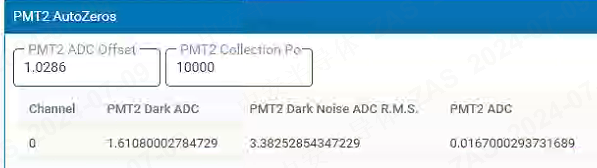 PMT2 AutoZeros
PMT2 ADC Offset PMT2 Collection Po
1.0286 10000
Channel PMT2 Dark ADC PMT2 Dark Noise ADC R.M.S. PMT2 ADC
0 1.61080002784729 3.38252854347229 0.0167000293731689